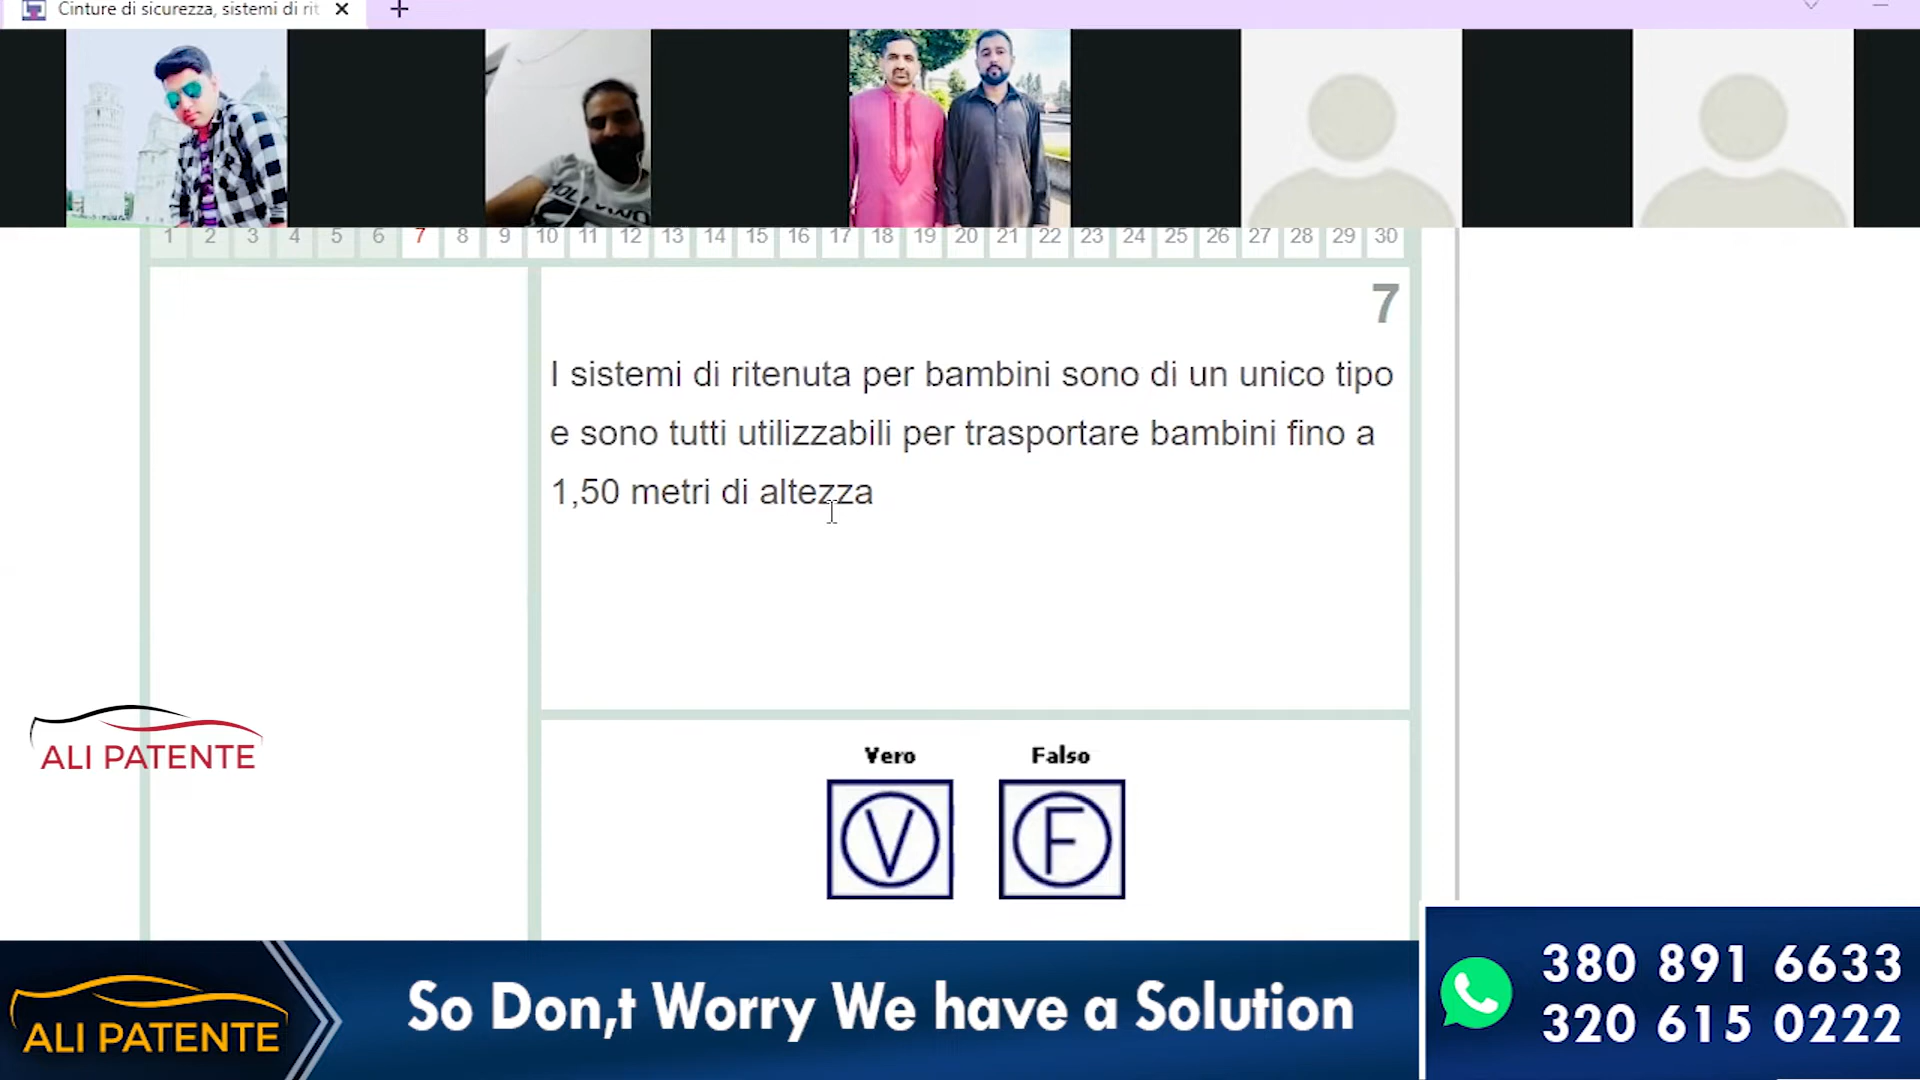 Cinture di sicurezza, sistemi di rit
1 2 3 4 5 6 7 8 9 10 11 12 13 14 15 16 17 18 19 20 21 22 23 24 25 26 27 28 29 30
7
I sistemi di ritenuta per bambini sono di un unico tipo
e sono tutti utilizzabili per trasportare bambini fino a
1,50 metri di altezza
ALI PATENTE
Vero Falso
V F
ALI PATENTE
So Don,t Worry We have a Solution
380 891 6633
320 615 0222